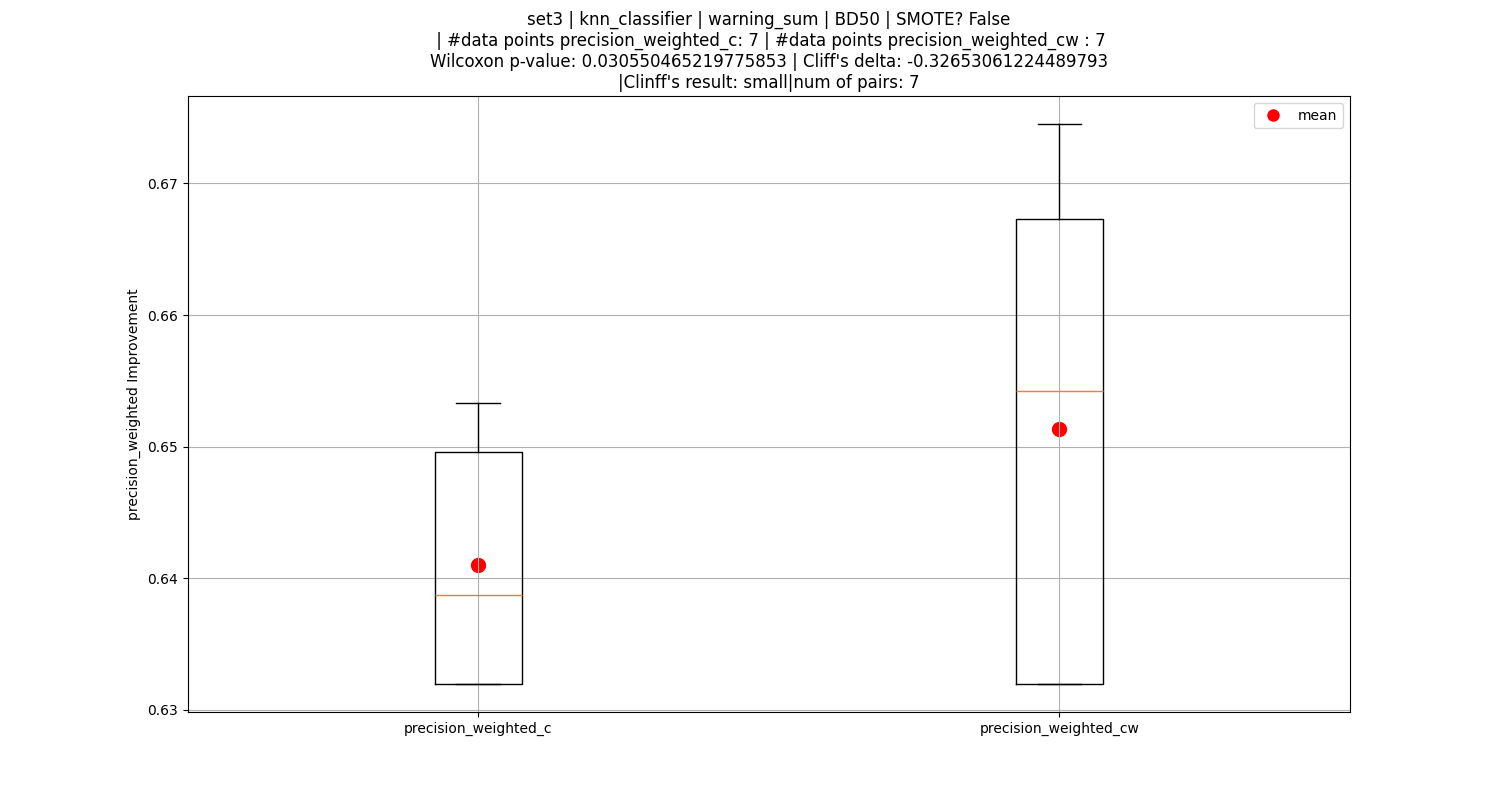 set3 | knn_classifier | warning_sum | BD50 | SMOTE? False
| #data points precision_weighted_c: 7 | #data points precision_weighted_cw : 7
Wilcoxon p-value: 0.030550465219775853 | Cliff's delta: -0.32653061224489793
|Clinff's result: small|num of pairs: 7
mean
0.67
0.66
0.65
0.64
0.63
precision_weighted Improvement
precision_weighted_c
precision_weighted_cw